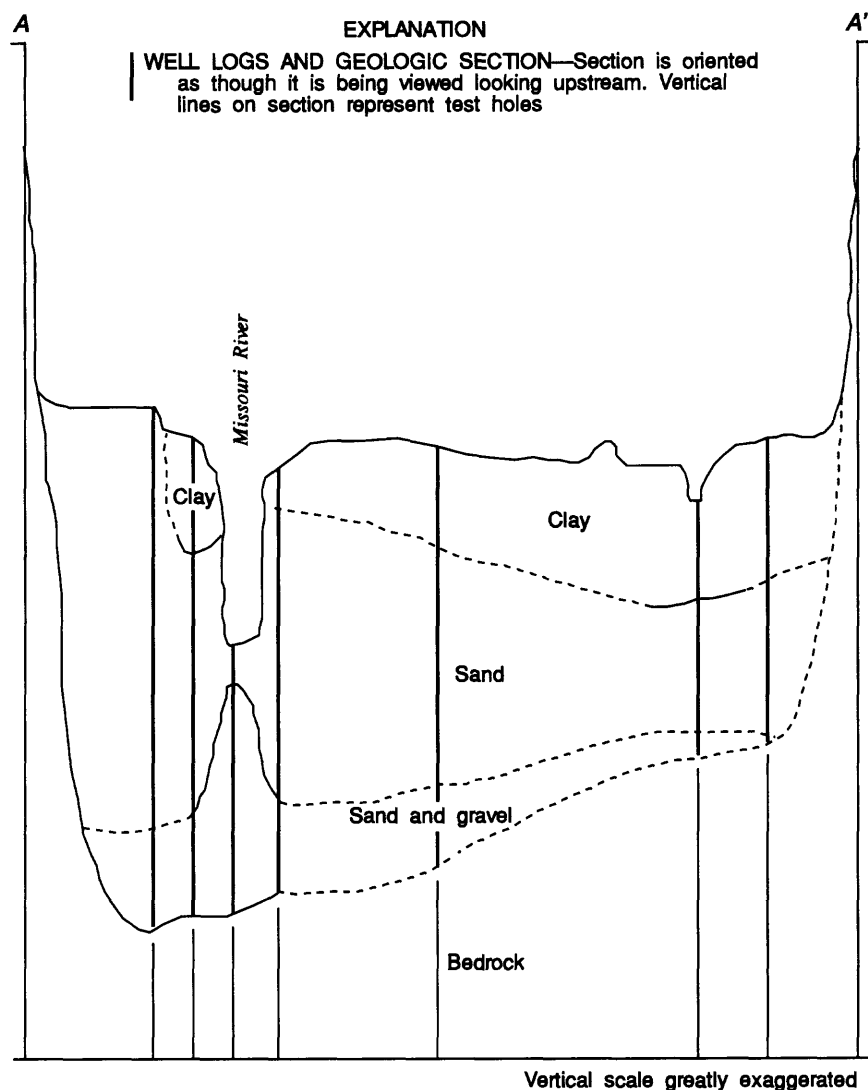 A
A'
EXPLANATION
WELL LOGS AND GEOLOGIC SECTION—Section is oriented
as though it is being viewed looking upstream. Vertical
lines on section represent test holes
Missouri River
Clay
Clay
Sand
Sand and gravel
Bedrock
Vertical scale greatly exaggerated